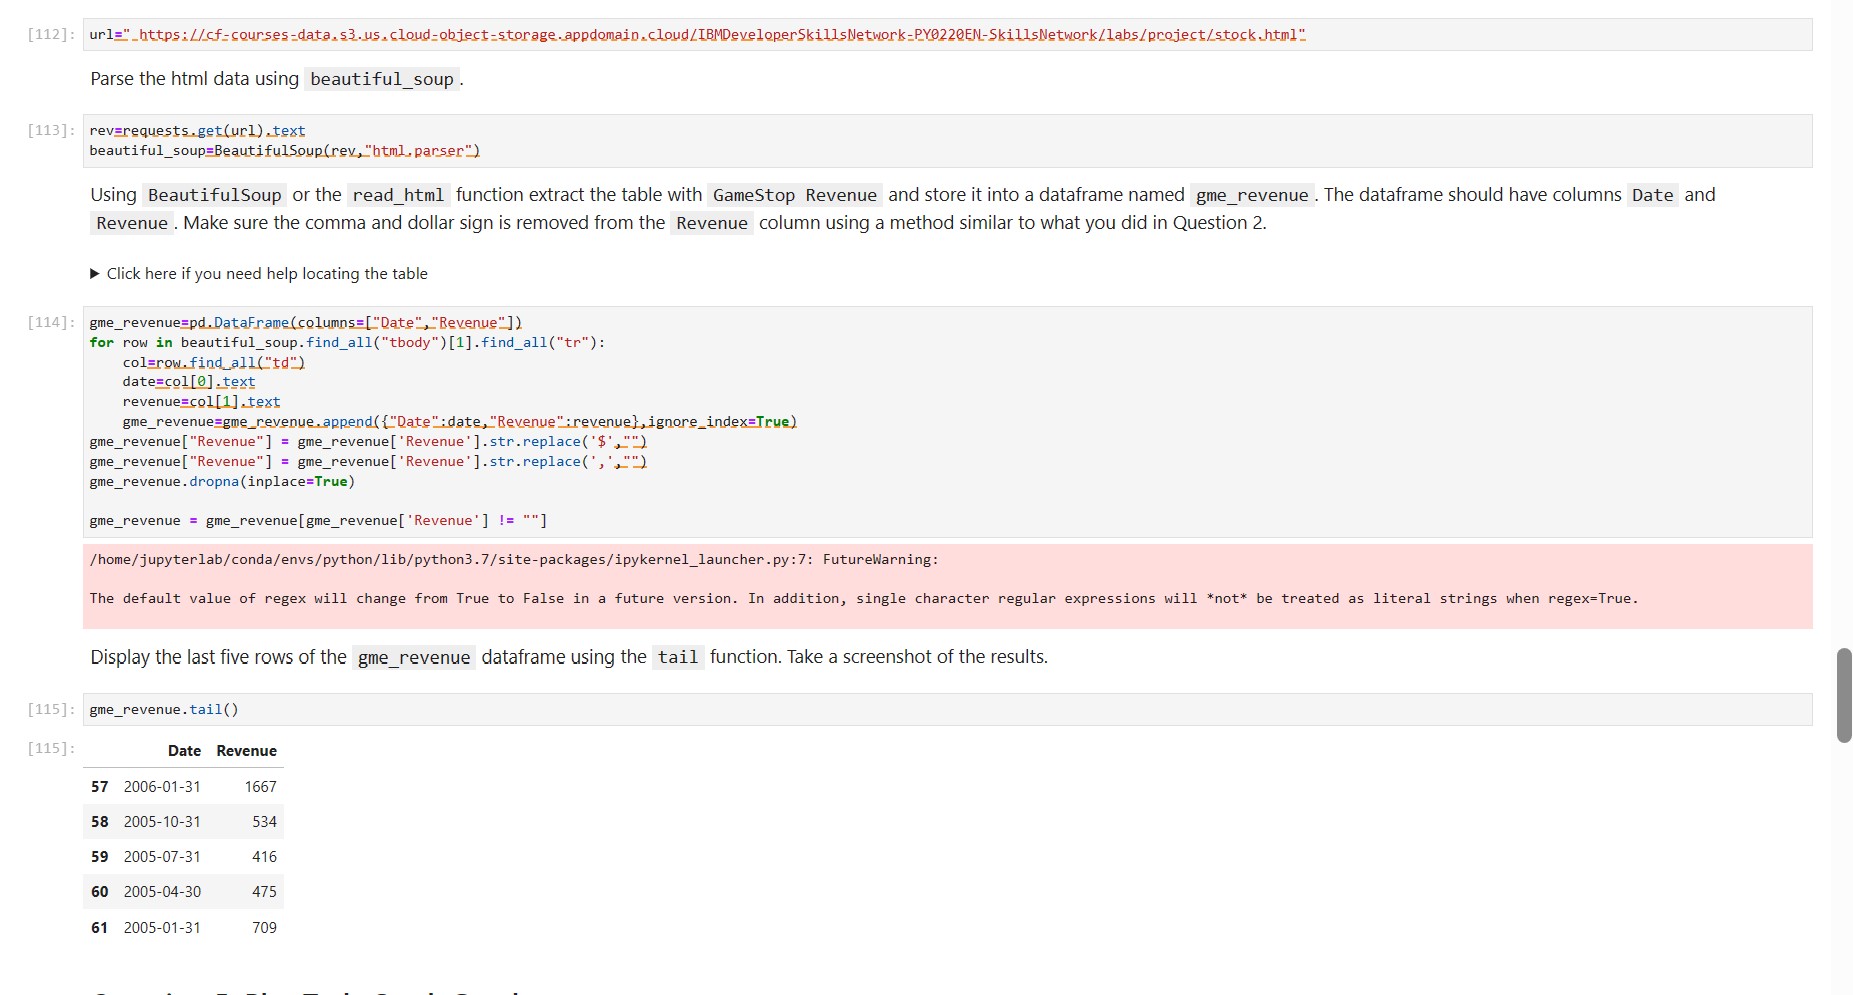 [112]: url=" https://cf-courses-data.s3.us.cloud-object-storage.appdomain.cloud/IBMDeveloperSkillsNetwork-PY0220EN-SkillsNetwork/labs/project/stock.html"
Parse the html data using beautiful_soup.
[113]: rev=requests.get(url).text
beautiful_soup=BeautifulSoup(rev,"html.parser")
Using BeautifulSoup or the read_html function extract the table with GameStop Revenue and store it into a dataframe named gme_revenue. The dataframe should have columns Date and
Revenue. Make sure the comma and dollar sign is removed from the Revenue column using a method similar to what you did in Question 2.
▶ Click here if you need help locating the table
[114]: gme_revenue=pd.DataFrame(columns=["Date","Revenue"])
for row in beautiful_soup.find_all("tbody")[1].find_all("tr"):
    col=row.find_all("td")
    date=col[0].text
    revenue=col[1].text
    gme_revenue=gme_revenue.append({"Date":date,"Revenue":revenue},ignore_index=True)
gme_revenue["Revenue"] = gme_revenue['Revenue'].str.replace('$',"")
gme_revenue["Revenue"] = gme_revenue['Revenue'].str.replace(',',"")
gme_revenue.dropna(inplace=True)
gme_revenue = gme_revenue[gme_revenue['Revenue'] != ""]
/home/jupyterlab/conda/envs/python/lib/python3.7/site-packages/ipykernel_launcher.py:7: FutureWarning:
The default value of regex will change from True to False in a future version. In addition, single character regular expressions will *not* be treated as literal strings when regex=True.
Display the last five rows of the gme_revenue dataframe using the tail function. Take a screenshot of the results.
[115]: gme_revenue.tail()
[115]: Date Revenue
57 2006-01-31 1667
58 2005-10-31 534
59 2005-07-31 416
60 2005-04-30 475
61 2005-01-31 709